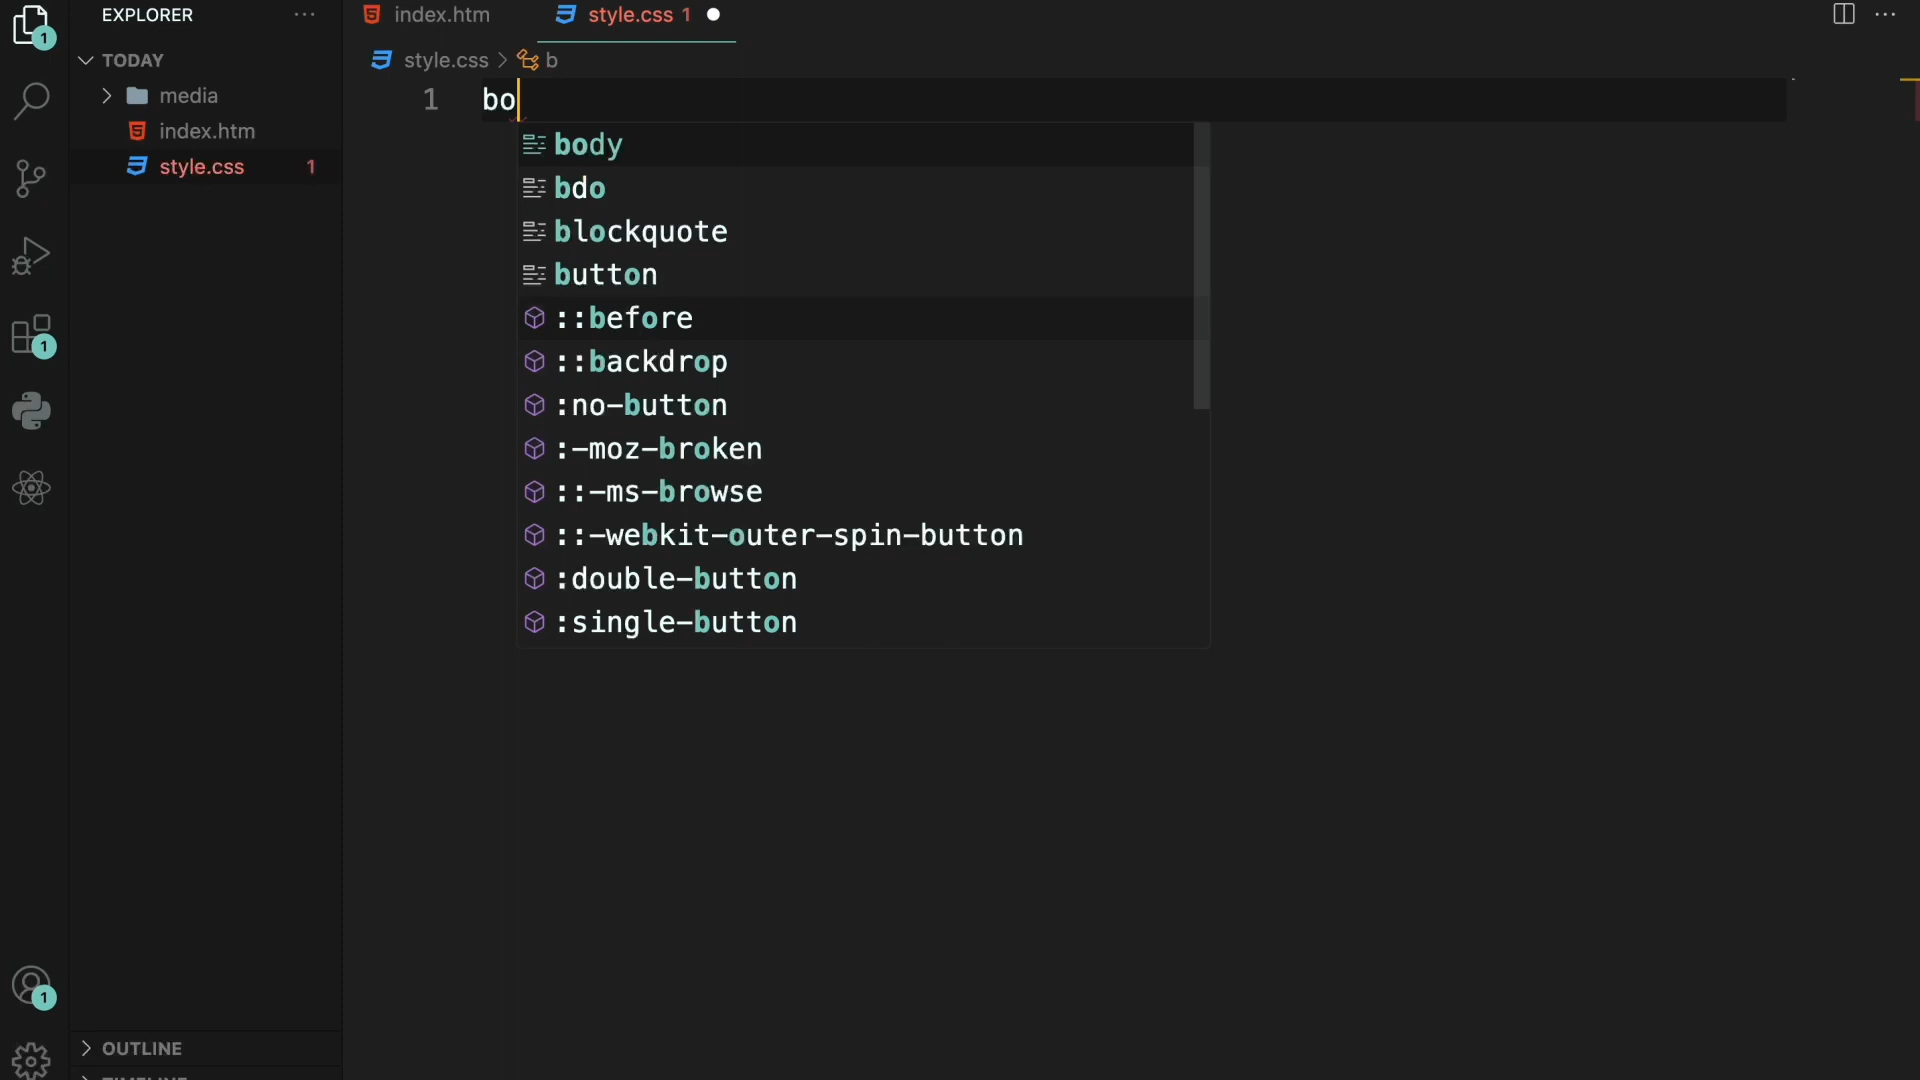 1
EXPLORER
TODAY
media
index.htm
style.css 1
1
1
OUTLINE
TIMELINE
index.htm
style.css 1
style.css > b
1 bo
body
bdo
blockquote
button
::before
::backdrop
:no-button
:-moz-broken
::-ms-browse
::-webkit-outer-spin-button
:double-button
:single-button